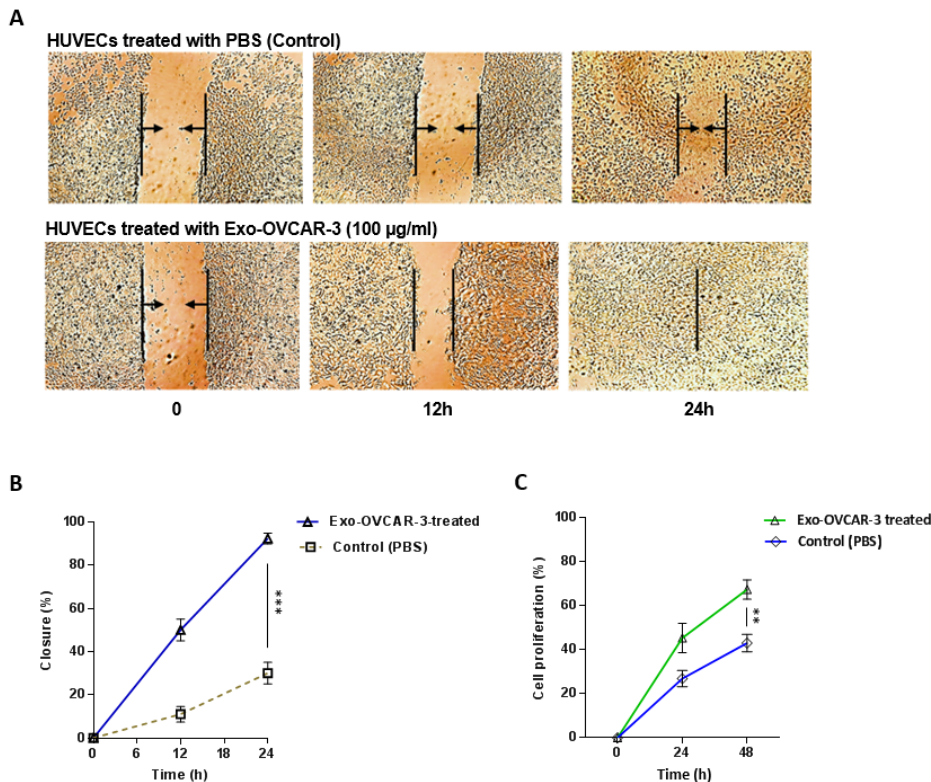 A
HUVECs treated with PBS (Control)
HUVECs treated with Exo-OVCAR-3 (100 µg/ml)
0 12h 24h
B
Exo-OVCAR-3-treated
Control (PBS)
100
80
60
40
20
0
Closure (%)
***
0 6 12 18 24
Time (h)
C
Exo-OVCAR-3 treated
Control (PBS)
100
80
60
40
20
0
Cell proliferation (%)
**
0 24 48
Time (h)